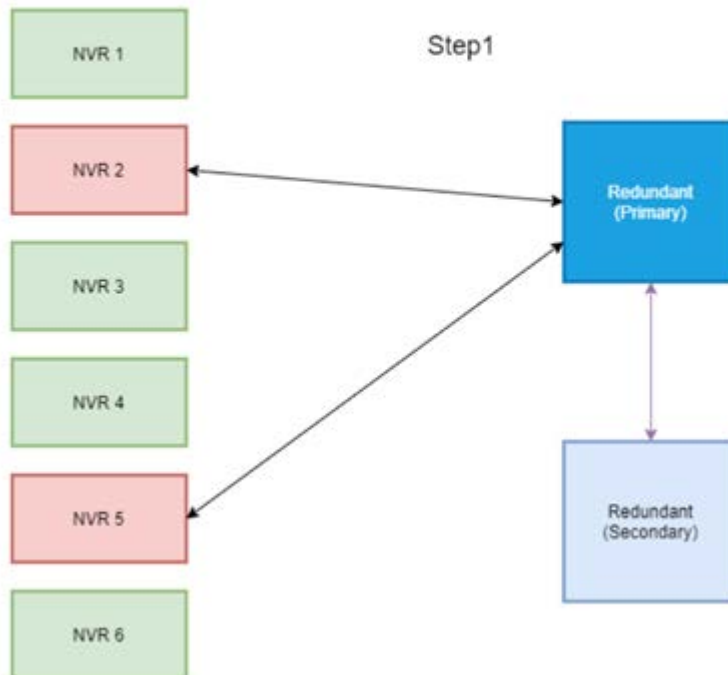 NVR 1
Step1
NVR 2
Redundant
(Primary)
NVR 3
NVR 4
NVR 5
Redundant
(Secondary)
NVR 6